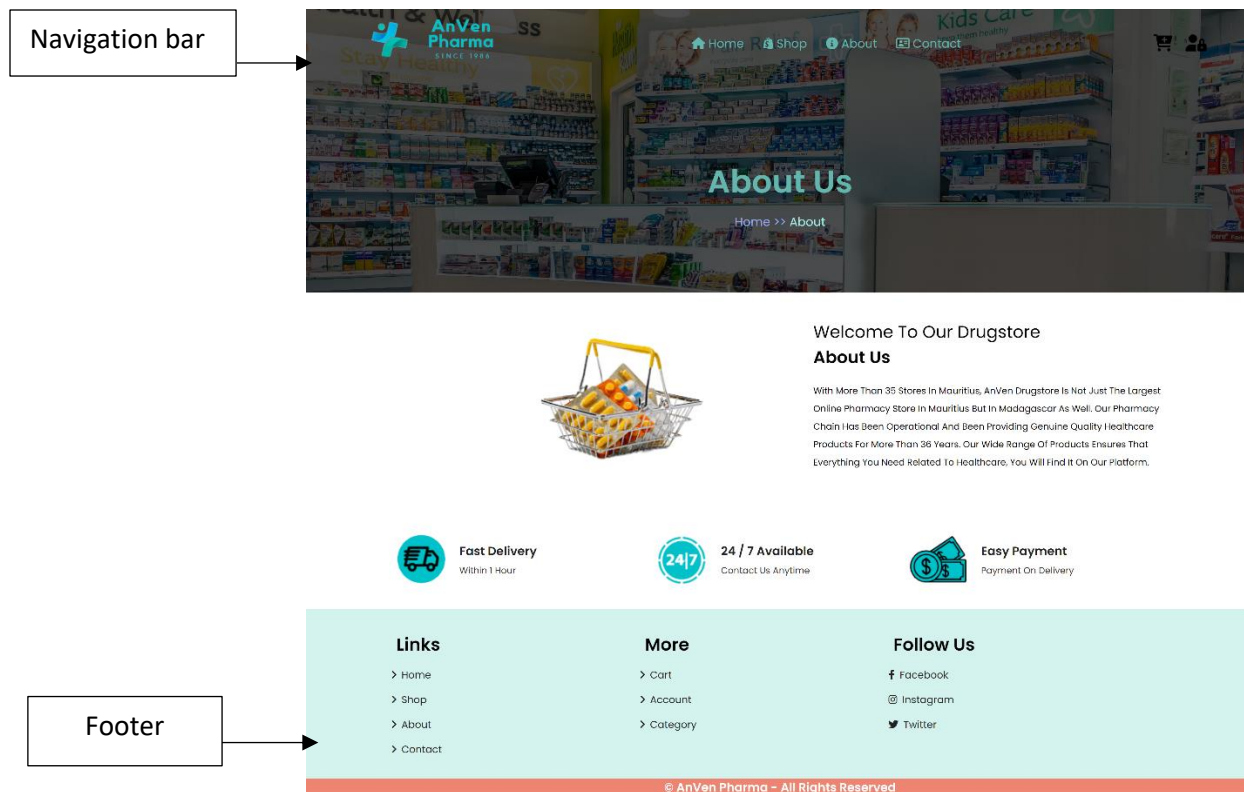 Navigation bar
Health & Wellness
Kids Care
Stay Healthy
AnVen
Pharma
SINCE 1986
Home Shop About Contact
About Us
Home >> About
Welcome To Our Drugstore
About Us
With More Than 35 Stores In Mauritius, AnVen Drugstore Is Not Just The Largest
Online Pharmacy Store In Mauritius But In Madagascar As Well. Our Pharmacy
Chain Has Been Operational And Been Providing Genuine Quality Healthcare
Products For More Than 36 Years. Our Wide Range Of Products Ensures That
Everything You Need Related To Healthcare, You Will Find It On Our Platform.
Fast Delivery
Within 1 Hour
24|7
24 / 7 Available
Contact Us Anytime
Easy Payment
Payment On Delivery
Links
Home
Shop
About
Contact
More
Cart
Account
Category
Follow Us
Facebook
Instagram
Twitter
Footer
© AnVen Pharma - All Rights Reserved